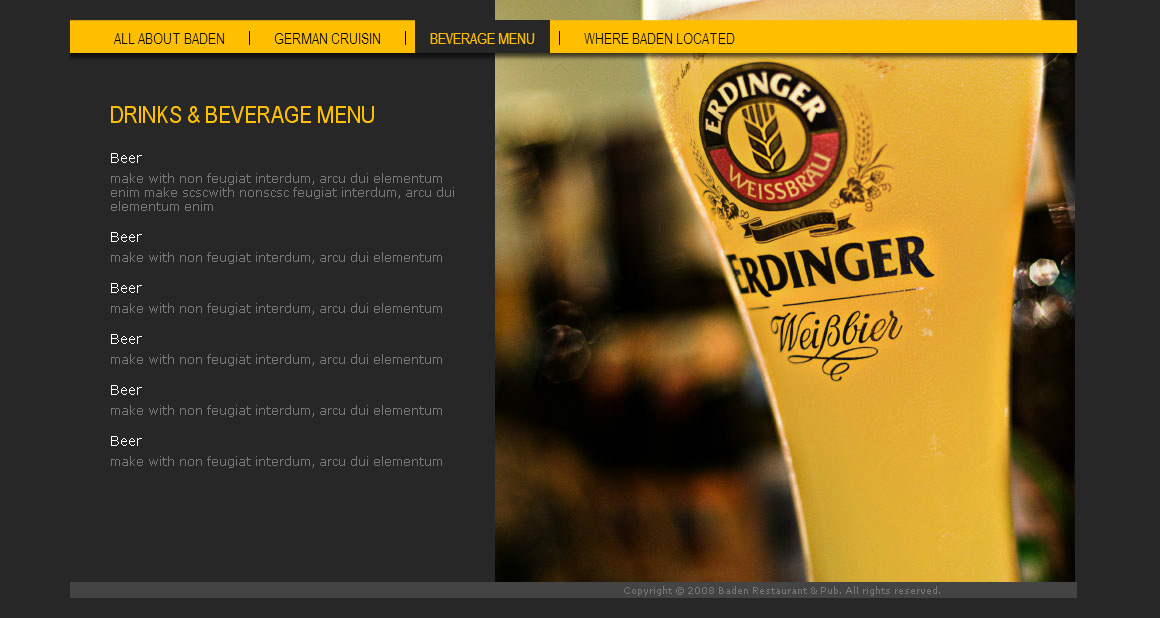 ALL ABOUT BADEN | GERMAN CRUISIN | BEVERAGE MENU | WHERE BADEN LOCATED
DRINKS & BEVERAGE MENU
Beer
make with non feugiat interdum, arcu dui elementum
enim make scscwith nonscsc feugiat interdum, arcu dui
elementum enim
Beer
make with non feugiat interdum, arcu dui elementum
Beer
make with non feugiat interdum, arcu dui elementum
Beer
make with non feugiat interdum, arcu dui elementum
Beer
make with non feugiat interdum, arcu dui elementum
Beer
make with non feugiat interdum, arcu dui elementum
ERDINGER
WEISSBRÄU
ERDINGER
Weißbier
Copyright © 2008 Baden Restaurant & Pub. All rights reserved.